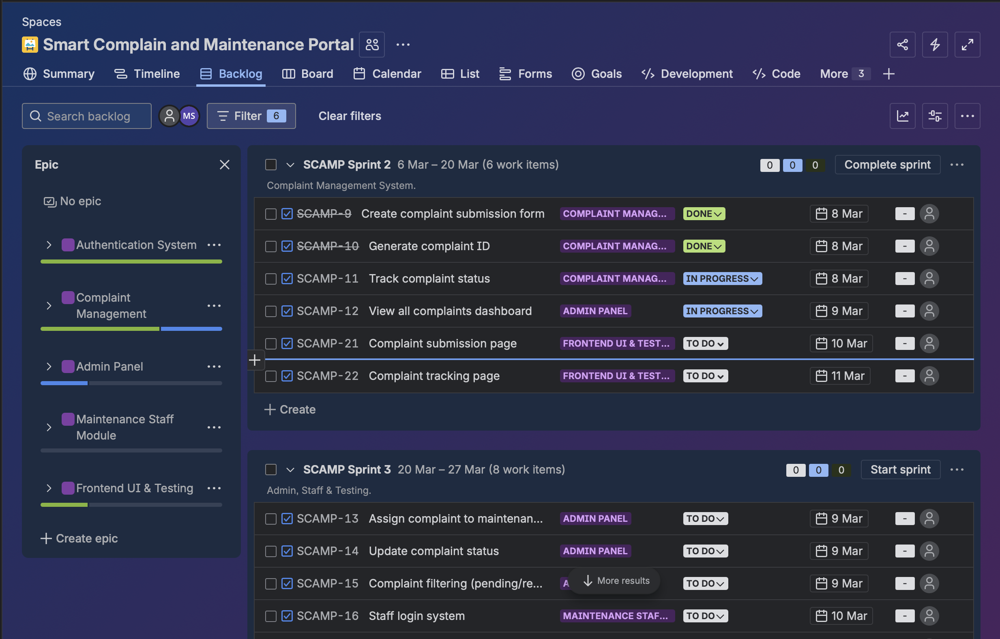 Spaces
Smart Complain and Maintenance Portal
Summary Timeline Backlog Board Calendar List Forms Goals Development Code More 3
Search backlog MS Filter 6 Clear filters
Epic
No epic
Authentication System
Complaint
Management
Admin Panel
Maintenance Staff
Module
Frontend UI & Testing
Create epic
SCAMP Sprint 2 6 Mar – 20 Mar (6 work items) 0 0 0 Complete sprint
Complaint Management System.
SCAMP-9 Create complaint submission form COMPLAINT MANAG... DONE 8 Mar -
SCAMP-10 Generate complaint ID COMPLAINT MANAG... DONE 8 Mar -
SCAMP-11 Track complaint status COMPLAINT MANAG... IN PROGRESS 8 Mar -
SCAMP-12 View all complaints dashboard ADMIN PANEL IN PROGRESS 9 Mar -
SCAMP-21 Complaint submission page FRONTEND UI & TEST... TO DO 10 Mar -
SCAMP-22 Complaint tracking page FRONTEND UI & TEST... TO DO 11 Mar -
Create
SCAMP Sprint 3 20 Mar – 27 Mar (8 work items) 0 0 0 Start sprint
Admin, Staff & Testing.
SCAMP-13 Assign complaint to maintenan... ADMIN PANEL TO DO 9 Mar -
SCAMP-14 Update complaint status ADMIN PANEL TO DO 9 Mar -
SCAMP-15 Complaint filtering (pending/re... A More results TO DO 9 Mar -
SCAMP-16 Staff login system MAINTENANCE STAF... TO DO 10 Mar -